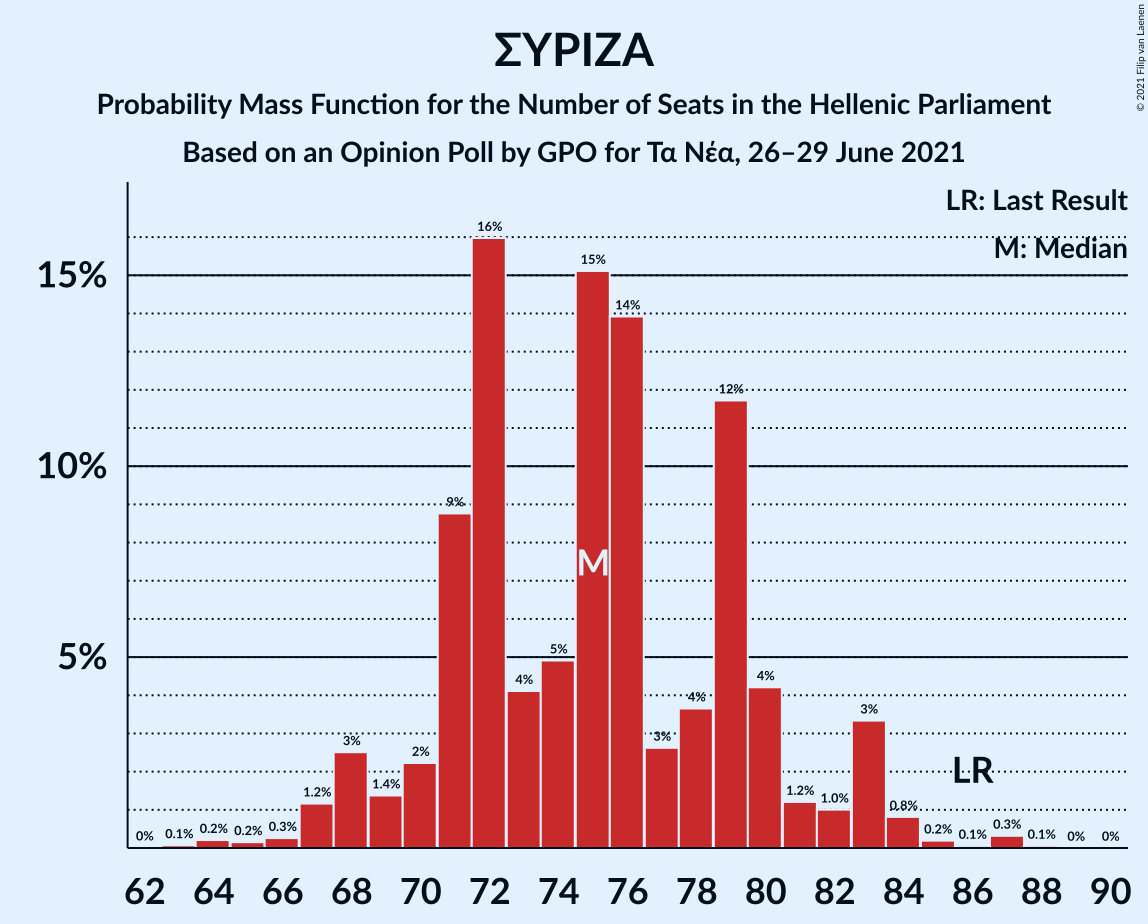 ΣΥΡΙΖΑ
Probability Mass Function for the Number of Seats in the Hellenic Parliament
Based on an Opinion Poll by GPO for Τα Νέα, 26–29 June 2021
© 2021 Filip van Laenen
LR: Last Result
M: Median
15%
10%
5%
0% 0.1% 0.2% 0.2% 0.3% 1.2% 3% 1.4% 2% 9% 16% 4% 5% 15% 14% 3% 4% 12% 4% 1.2% 1.0% 3% 0.8% 0.2% 0.1% 0.3% 0.1% 0% 0%
M
LR
62 64 66 68 70 72 74 76 78 80 82 84 86 88 90